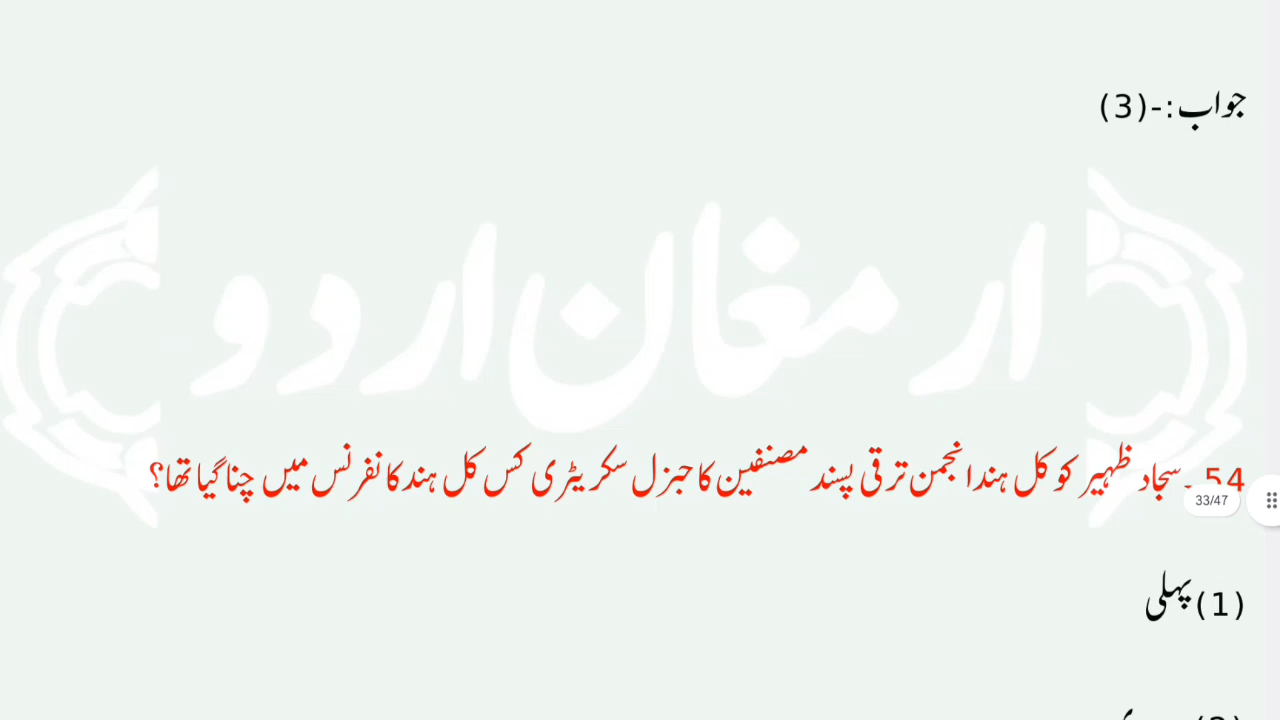 جواب:-(3)
ارمغان اردو
54۔سجاد ظہیر کو کل ہند انجمن ترقی پسند مصنفین کا جنرل سکریٹری کس کل ہند کانفرنس میں چنا گیا تھا؟
33/47
(1)پہلی